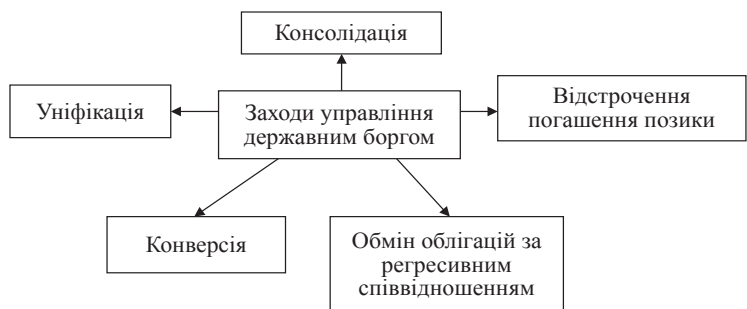 Консолідація
Уніфікація
Заходи управління
державним боргом
Відстрочення
погашення позики
Конверсія
Обмін облігацій за
регресивним
співвідношенням